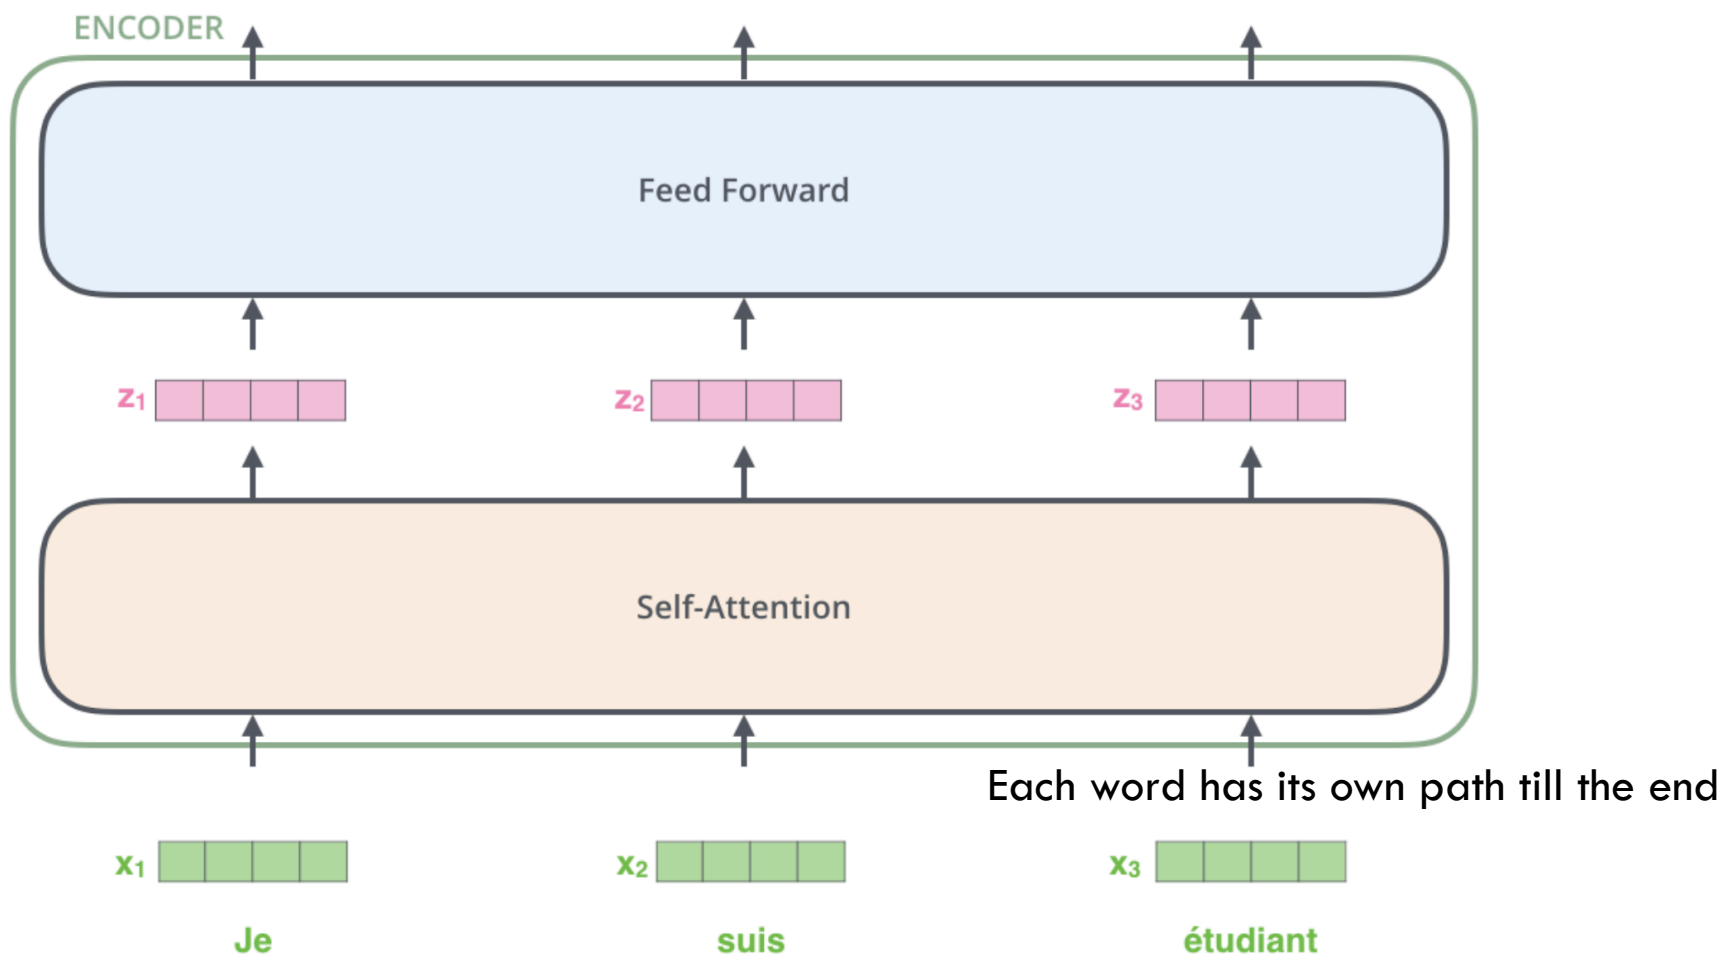 ENCODER
Feed Forward
z1
z2
z3
Self-Attention
Each word has its own path till the end
x1
x2
x3
Je
suis
étudiant